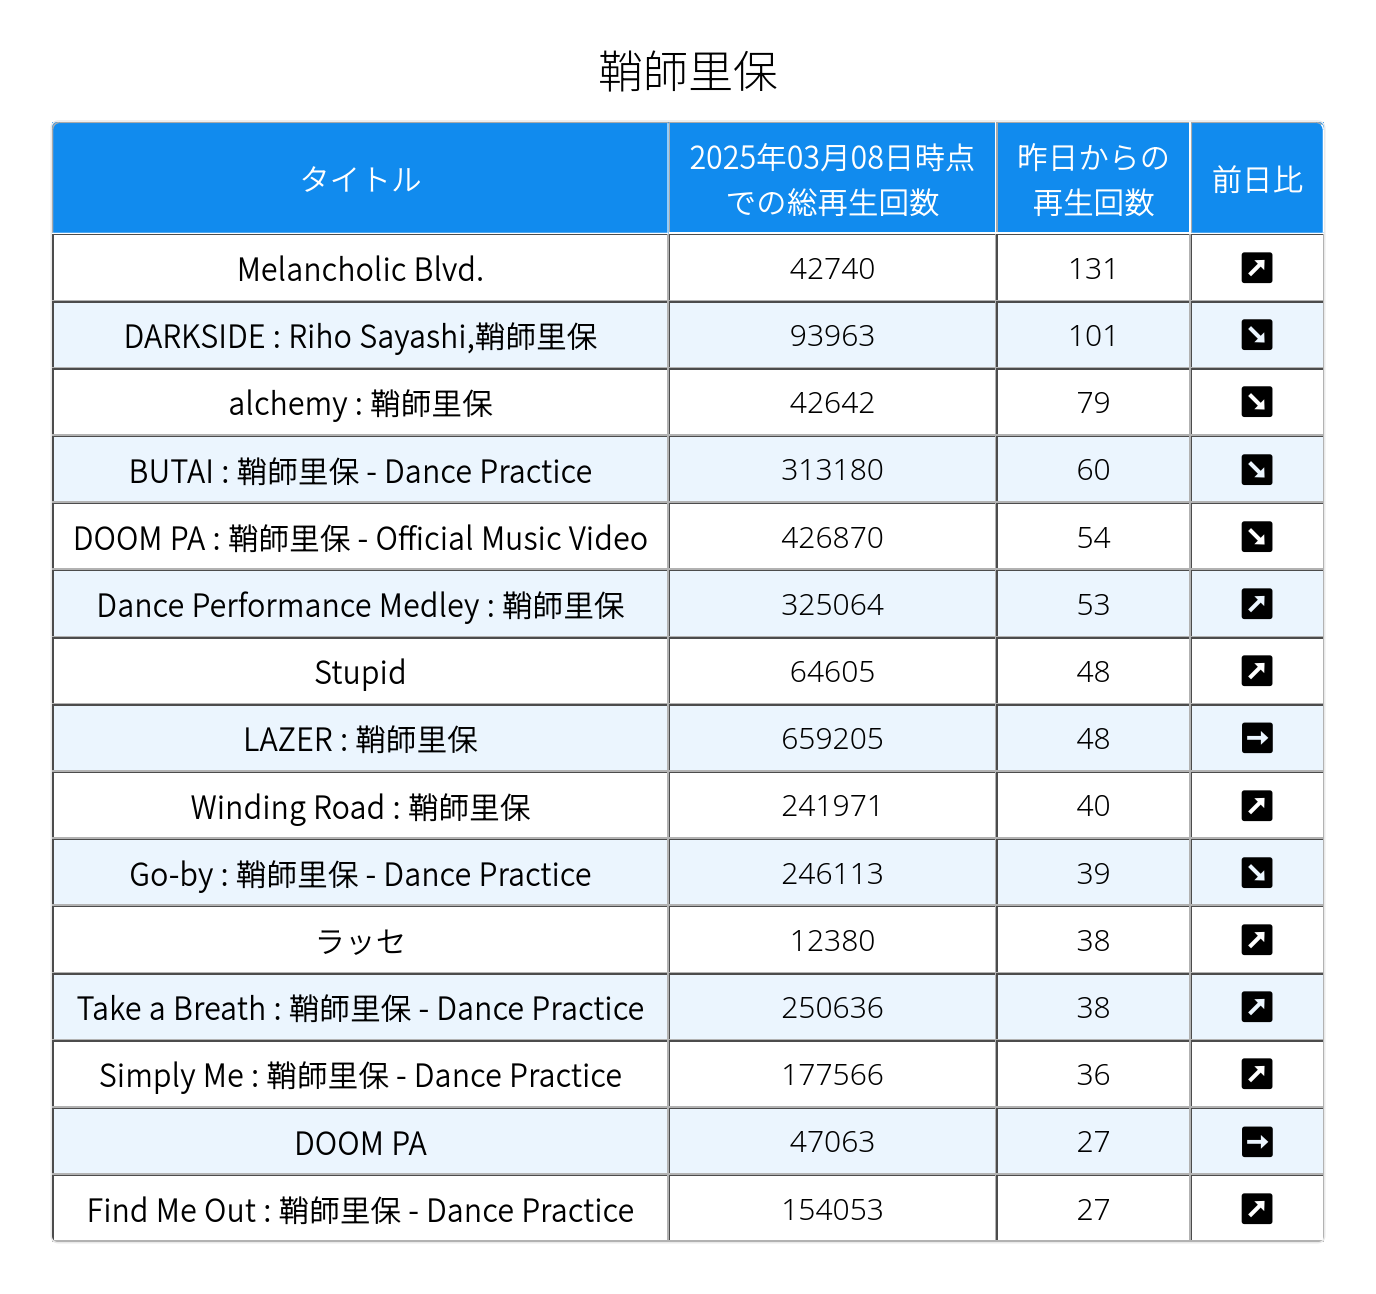 鞘師里保
タイトル 2025年03月08日時点 昨日からの 前日比
での総再生回数 再生回数
Melancholic Blvd. 42740 131
DARKSIDE : Riho Sayashi,鞘師里保 93963 101
alchemy : 鞘師里保 42642 79
BUTAI : 鞘師里保 - Dance Practice 313180 60
DOOM PA : 鞘師里保 - Official Music Video 426870 54
Dance Performance Medley : 鞘師里保 325064 53
Stupid 64605 48
LAZER : 鞘師里保 659205 48
Winding Road : 鞘師里保 241971 40
Go-by : 鞘師里保 - Dance Practice 246113 39
ラッセ 12380 38
Take a Breath : 鞘師里保 - Dance Practice 250636 38
Simply Me : 鞘師里保 - Dance Practice 177566 36
DOOM PA 47063 27
Find Me Out : 鞘師里保 - Dance Practice 154053 27